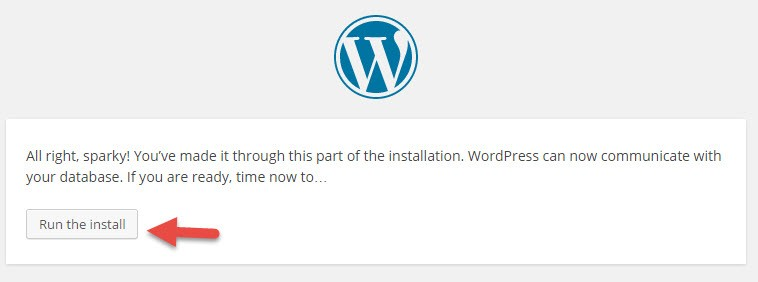 All right, sparky! You’ve made it through this part of the installation. WordPress can now communicate with
your database. If you are ready, time now to…
Run the install